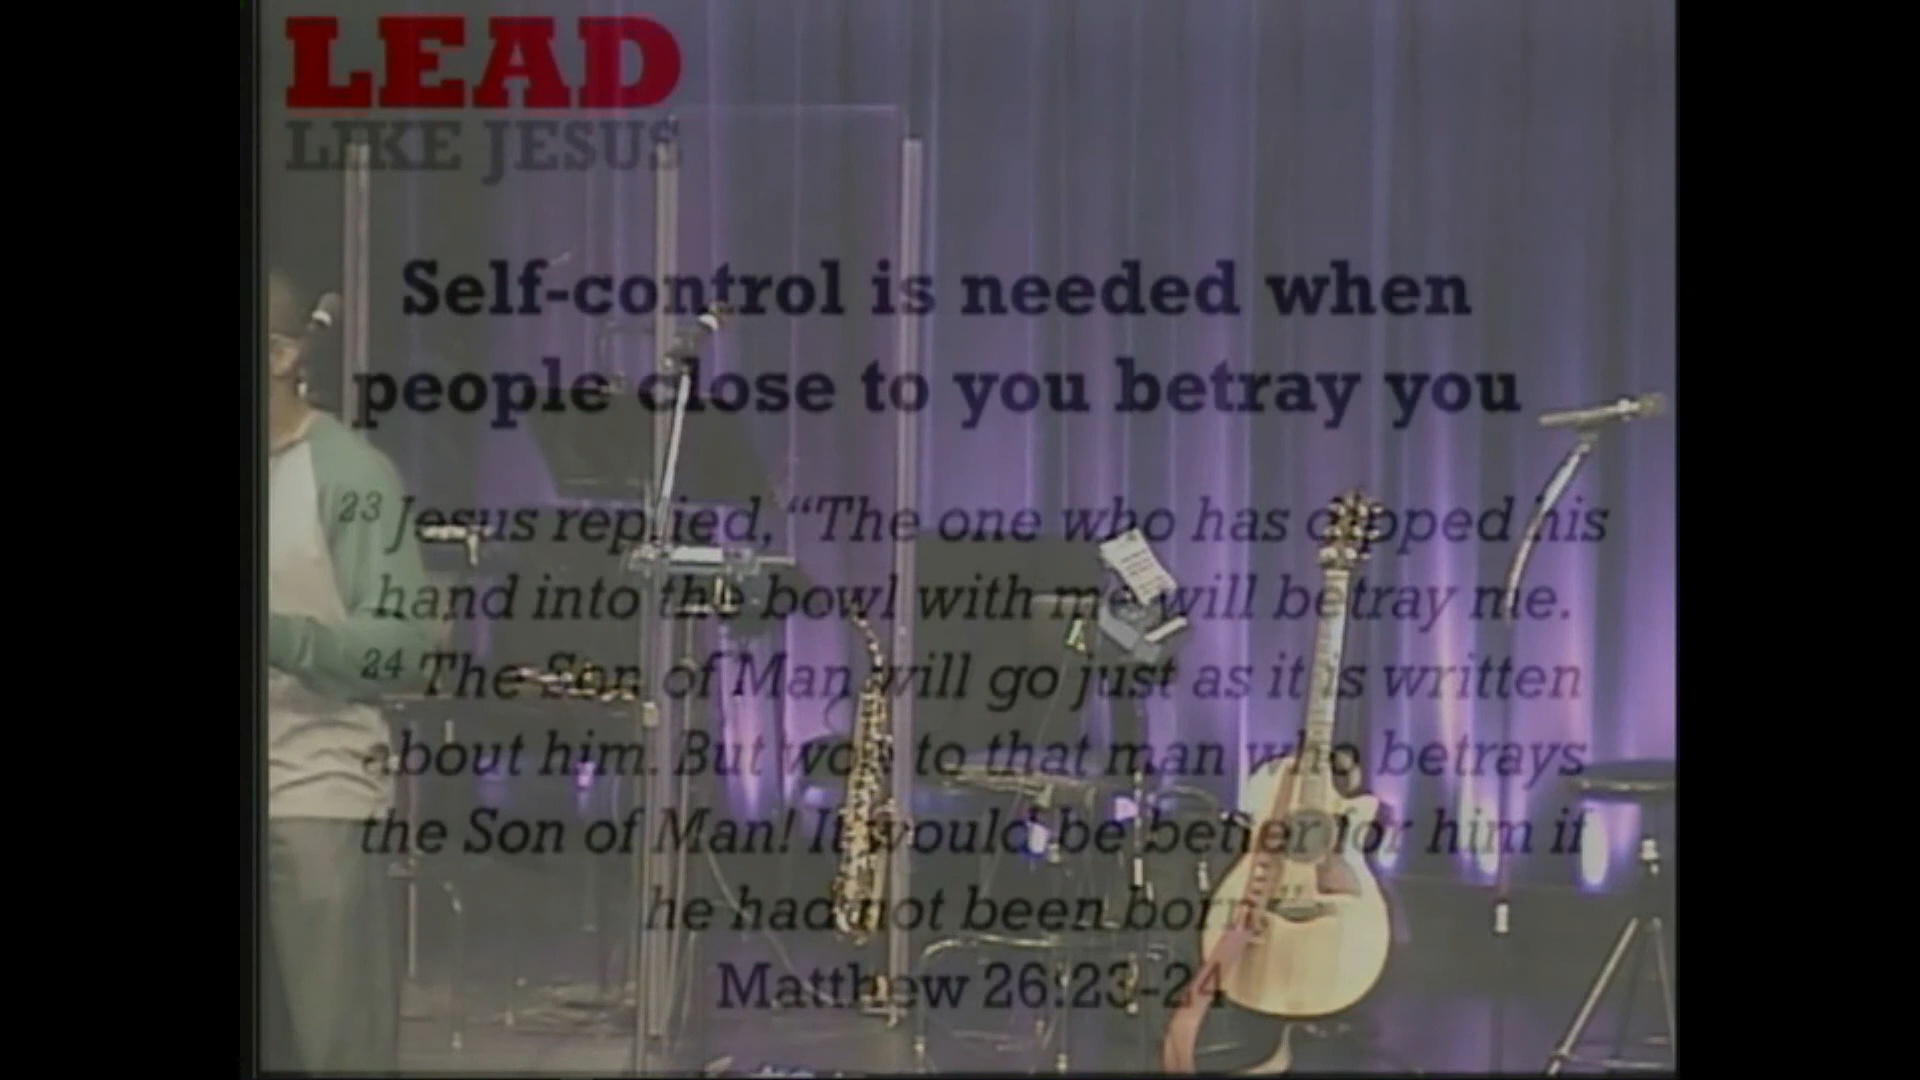 LEAD
LIKE JESUS
Self-control is needed when
people close to you betray you
23 Jesus replied, “The one who has dipped his
hand into the bowl with me will betray me.
24 The Son of Man will go just as it is written
about him. But woe to that man who betrays
the Son of Man! It would be better for him if
he had not been born.”
Matthew 26:23-24